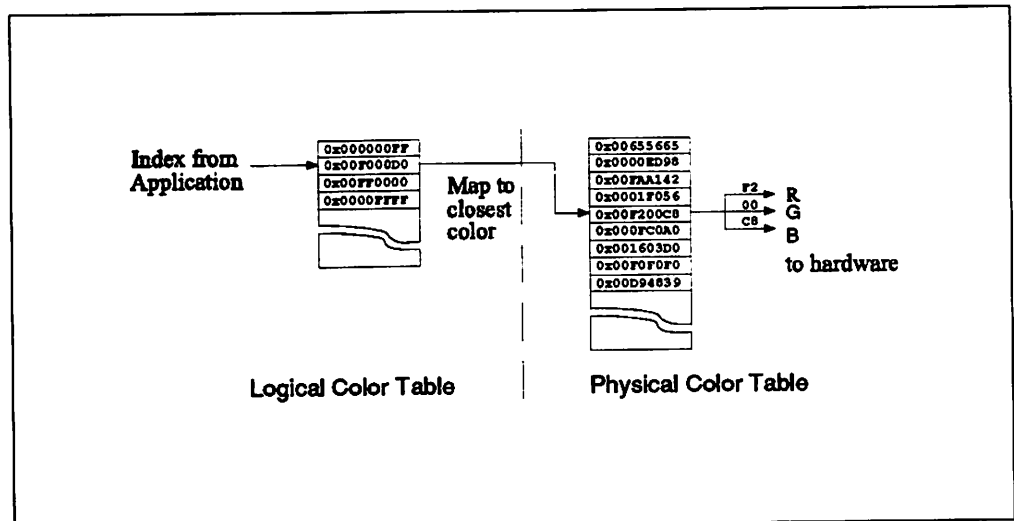 Index from
Application
0x000000FF
0x00F000D0
0x00FF0000
0x0000FFFF
Map to
closest
color
0x00655665
0x0000ED98
0x00FAA142
0x0001F056
0x00F200C8
0x000FC0A0
0x001603D0
0x00F0F0F0
0x00D94839
F2
00
C8
R
G
B
to hardware
Logical Color Table
Physical Color Table